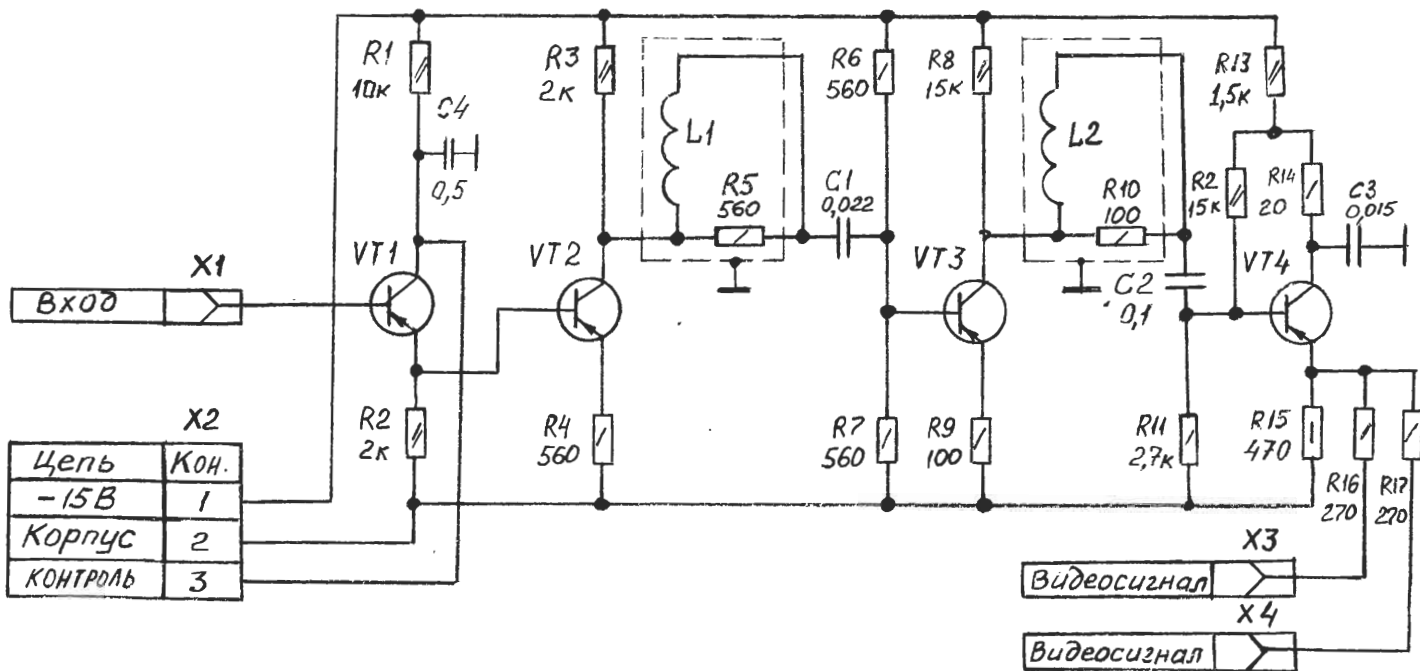 R1
10к
C4
0,5
R3
2к
L1
R5
560
C1
0,022
R6
560
R8
15к
L2
R10
100
R13
1,5к
R2
15к
R14
20
C3
0,015
X1
Вход
VT1
VT2
VT3
C2
0,1
VT4
R2
2к
R4
560
R7
560
R9
100
R11
2,7к
R15
470
R16
270
R17
270
X2
Цепь Кон.
-15В 1
Корпус 2
контроль 3
X3
Видеосигнал
X4
Видеосигнал